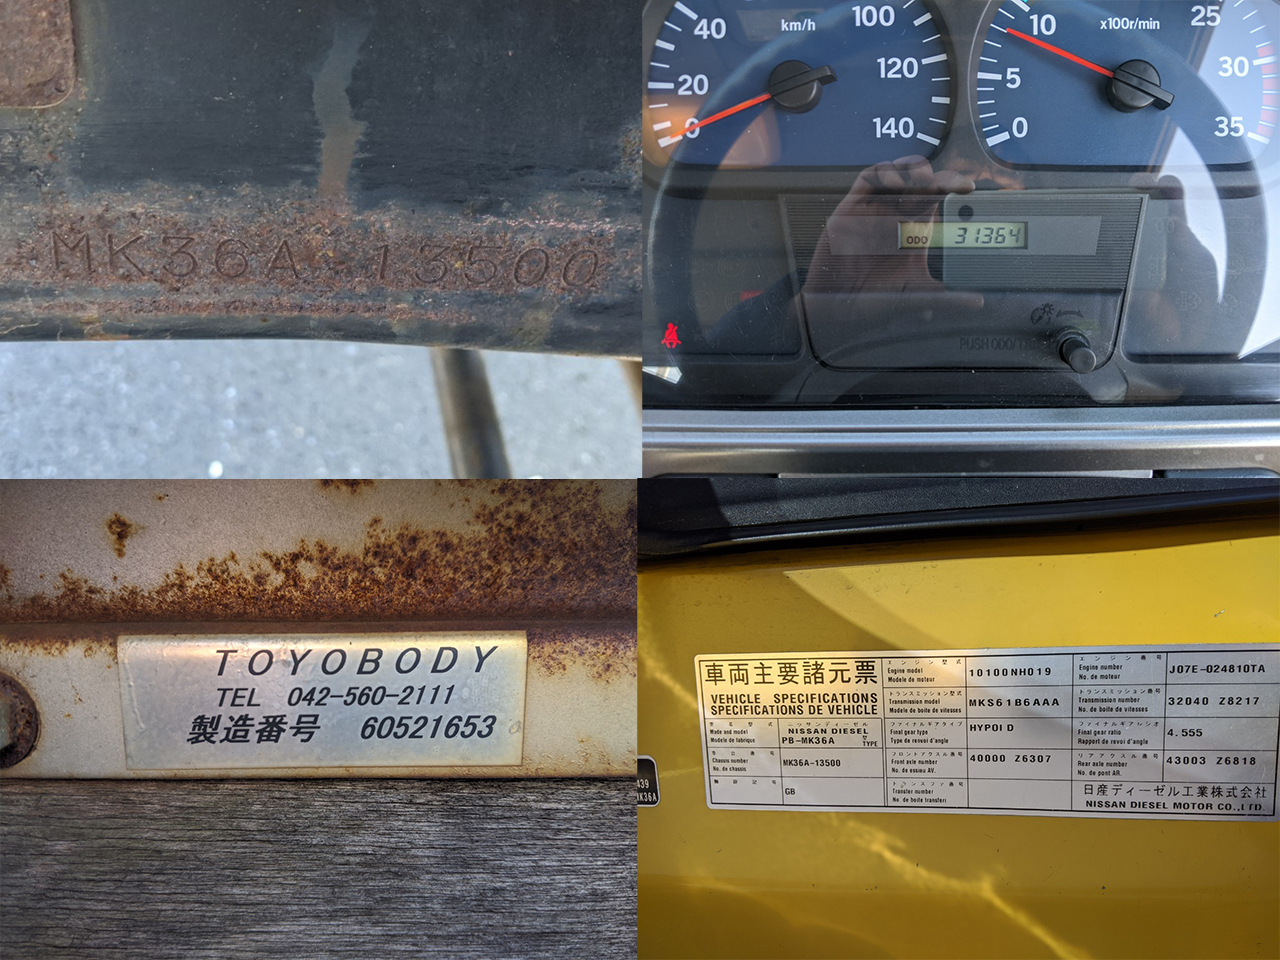 MK36A-13500
km/h
0
20
40
100
120
140
x100r/min
0
5
10
25
30
35
ODO 31364
PUSH ODO/
TOYOBODY
TEL 042-560-2111
製造番号 60521653
車両主要諸元票
VEHICLE SPECIFICATIONS
SPECIFICATIONS DE VEHICLE
車名型式
Made and model
Modele de fabrique
ニッサンディーゼル
NISSAN DIESEL
PB-MK36A 型 TYPE
車台番号
Chassis number
No. de chassis
MK36A-13500
GB
エンジン型式
Engine model
Modele de moteur
10100NH019
トランスミッション型式
Transmission model
Modele de boite de vitesses
MKS61B6AAA
ファイナルギアタイプ
Final gear type
Type de renvoi d'angle
HYPOID
フロントアクスル番号
Front axle number
No. de essieu AV.
40000 Z6307
トランスファ番号
Transfer number
No. de boite transferi
エンジン番号
Engine number
No. de moteur
J07E-024810TA
トランスミッション番号
Transmission number
No. de boite de vitesses
32040 Z8217
ファイナルギアレシオ
Final gear ratio
Rapport de renvoi d'angle
4.555
リアアクスル番号
Rear axle number
No. de pont AR.
43003 Z6818
日産ディーゼル工業株式会社
NISSAN DIESEL MOTOR CO.,LTD.
439
MK36A